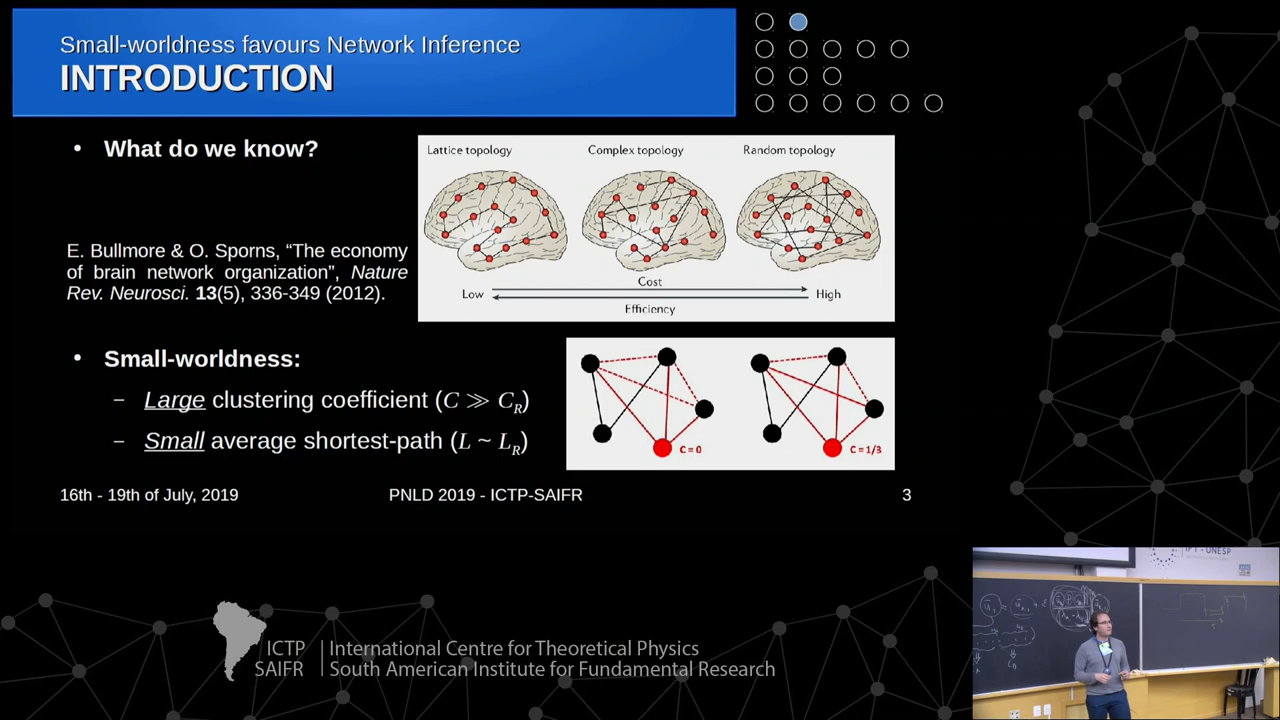 Small-worldness favours Network Inference
INTRODUCTION
• What do we know?
E. Bullmore & O. Sporns, “The economy
of brain network organization”, Nature
Rev. Neurosci. 13(5), 336-349 (2012).
Lattice topology
Complex topology
Random topology
Cost
Low
High
Efficiency
• Small-worldness:
– Large clustering coefficient (C ≫ C_R)
– Small average shortest-path (L ~ L_R)
C = 0
C = 1/3
16th - 19th of July, 2019
PNLD 2019 - ICTP-SAIFR
3
ICTP | International Centre for Theoretical Physics
SAIFR | South American Institute for Fundamental Research
IFT - UNESP